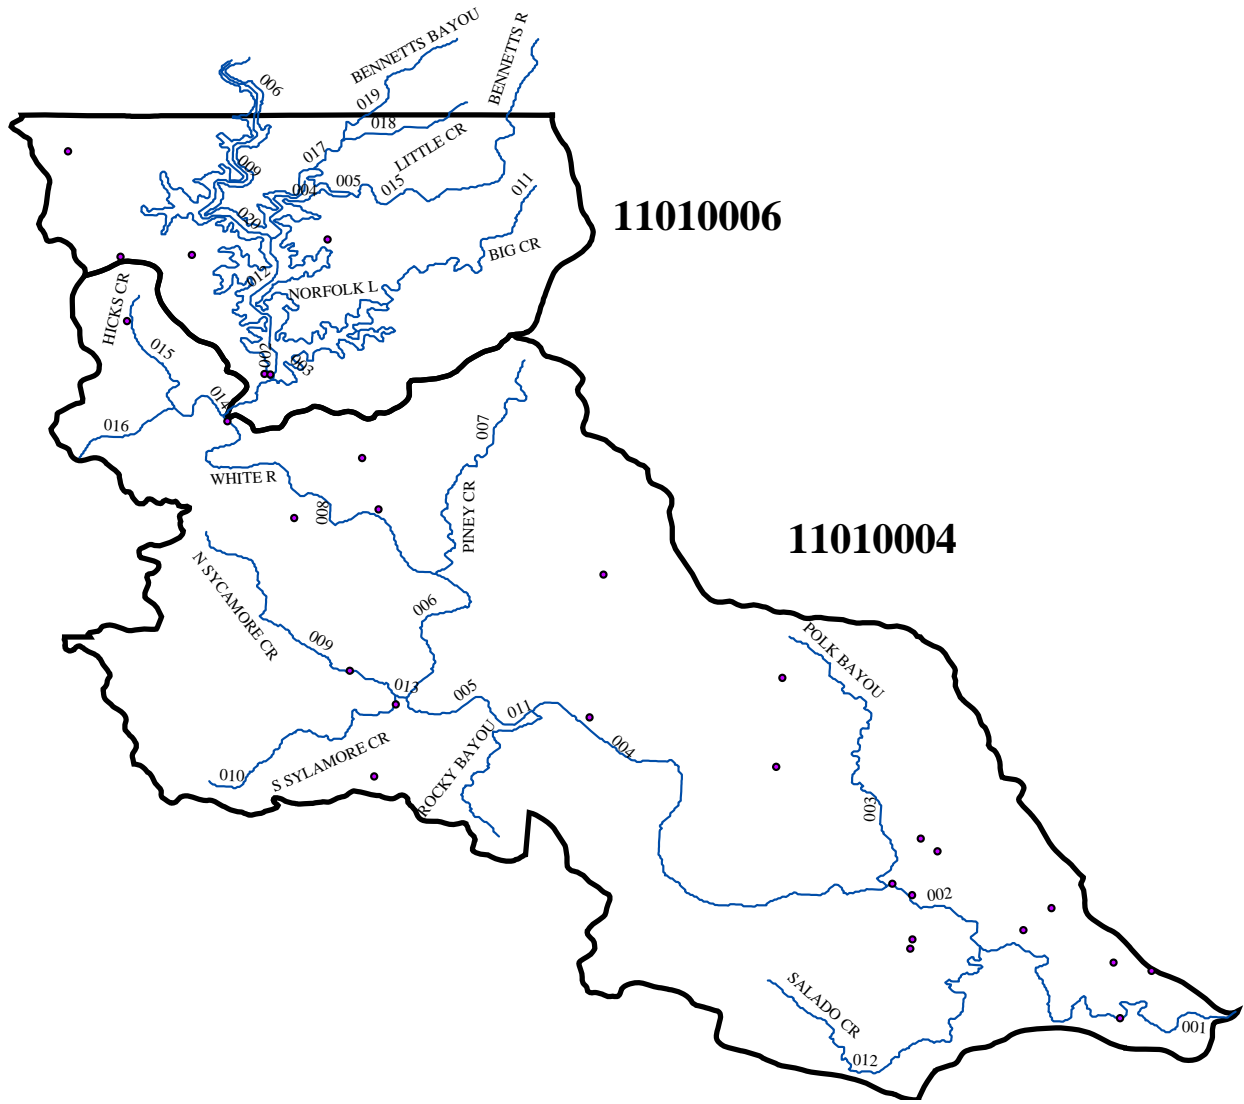 BENNETTS BAYOU
BENNETTS R
006
019
018
017
LITTLE CR
009
004
005
015
011
020
11010006
BIG CR
012
NORFOLK L
HICKS CR
015
002
003
014
016
007
WHITE R
008
PINEY CR
11010004
N SYCAMORE CR
006
009
POLK BAYOU
013
005
011
004
S SYLAMORE CR
010
ROCKY BAYOU
003
002
SALADO CR
001
012